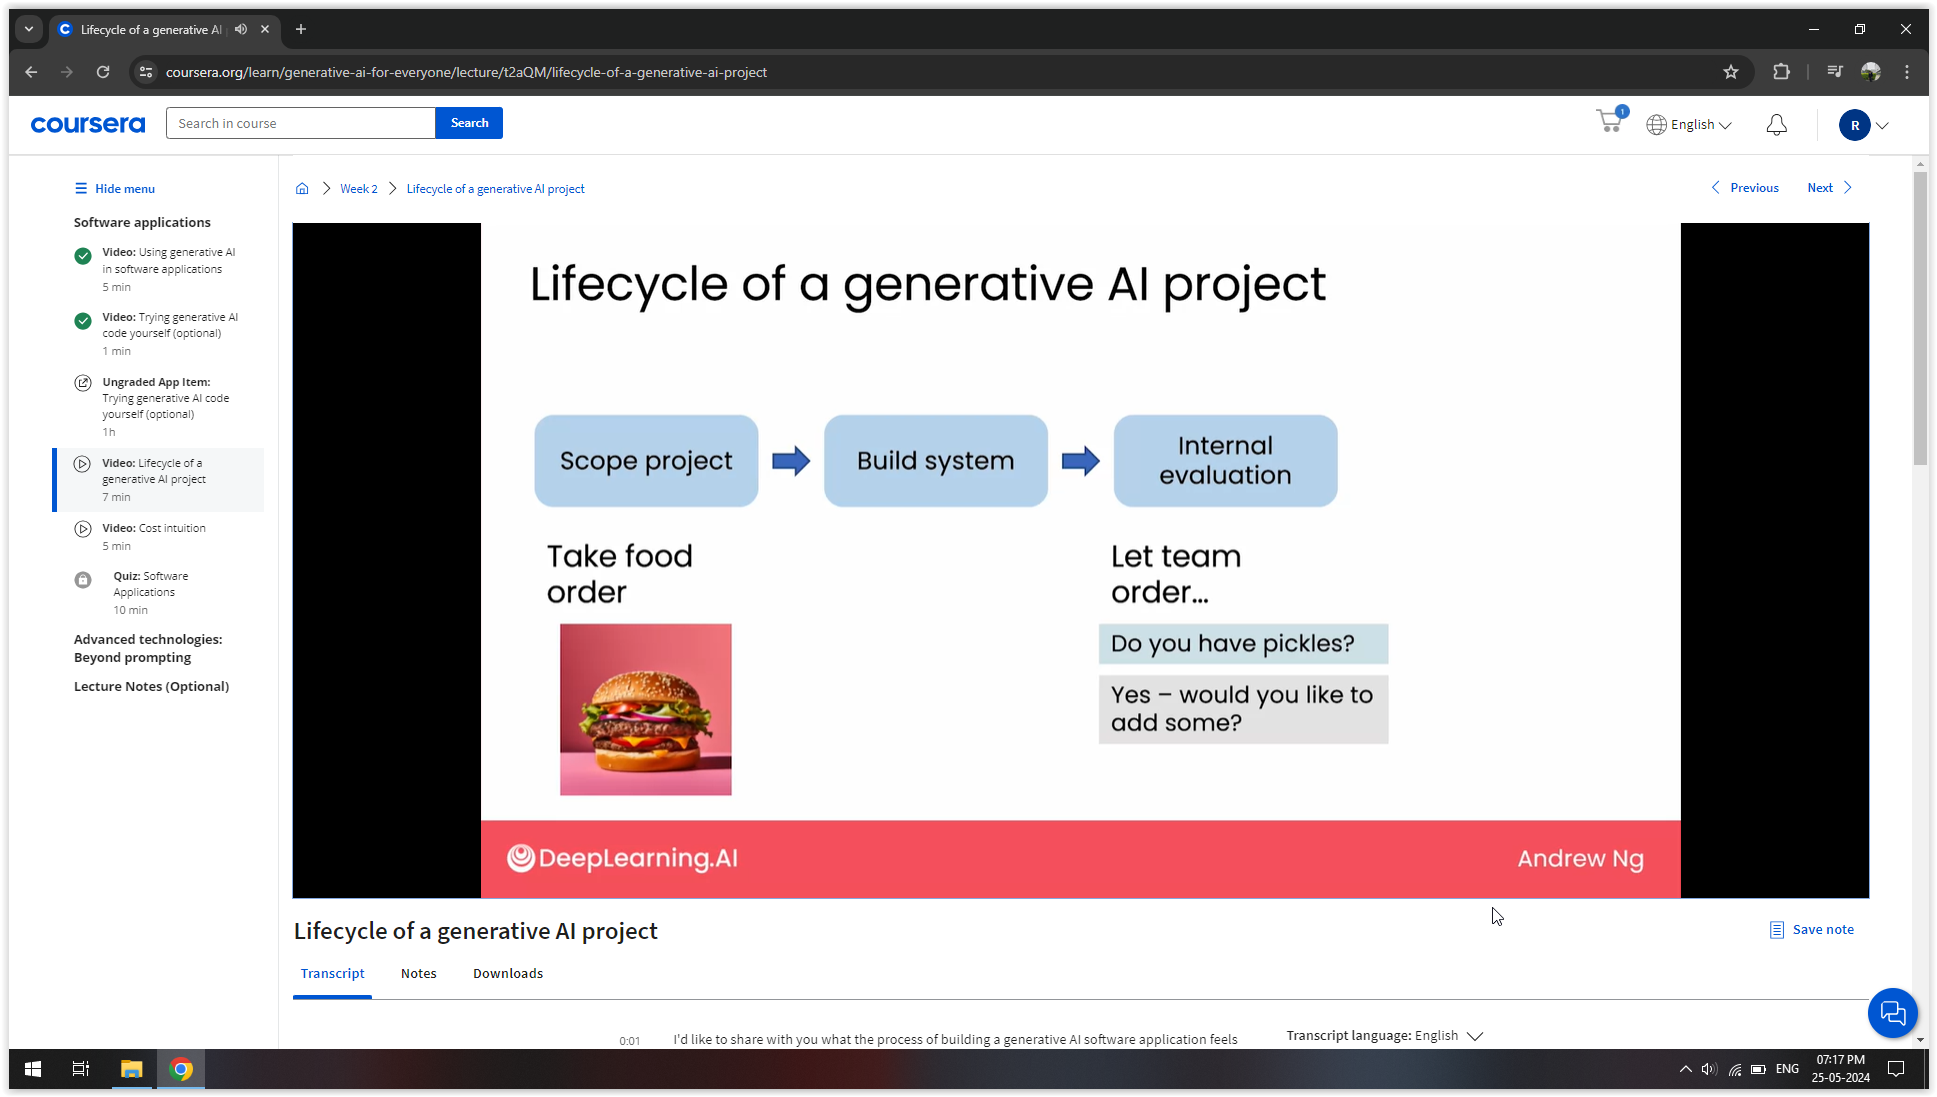 Lifecycle of a generative AI
coursera.org/learn/generative-ai-for-everyone/lecture/t2aQM/lifecycle-of-a-generative-ai-project
coursera
Search in course
Search
1
English
R
Hide menu
Week 2
Lifecycle of a generative AI project
Previous
Next
Software applications
Video: Using generative AI
in software applications
5 min
Video: Trying generative AI
code yourself (optional)
1 min
Ungraded App Item:
Trying generative AI code
yourself (optional)
1h
Video: Lifecycle of a
generative AI project
7 min
Video: Cost intuition
5 min
Quiz: Software
Applications
10 min
Advanced technologies:
Beyond prompting
Lecture Notes (Optional)
Lifecycle of a generative AI project
Scope project
Build system
Internal
evaluation
Take food
order
Let team
order...
Do you have pickles?
Yes – would you like to
add some?
DeepLearning.AI
Andrew Ng
Lifecycle of a generative AI project
Save note
Transcript
Notes
Downloads
0:01
I'd like to share with you what the process of building a generative AI software application feels
Transcript language: English
ENG
07:17 PM
25-05-2024